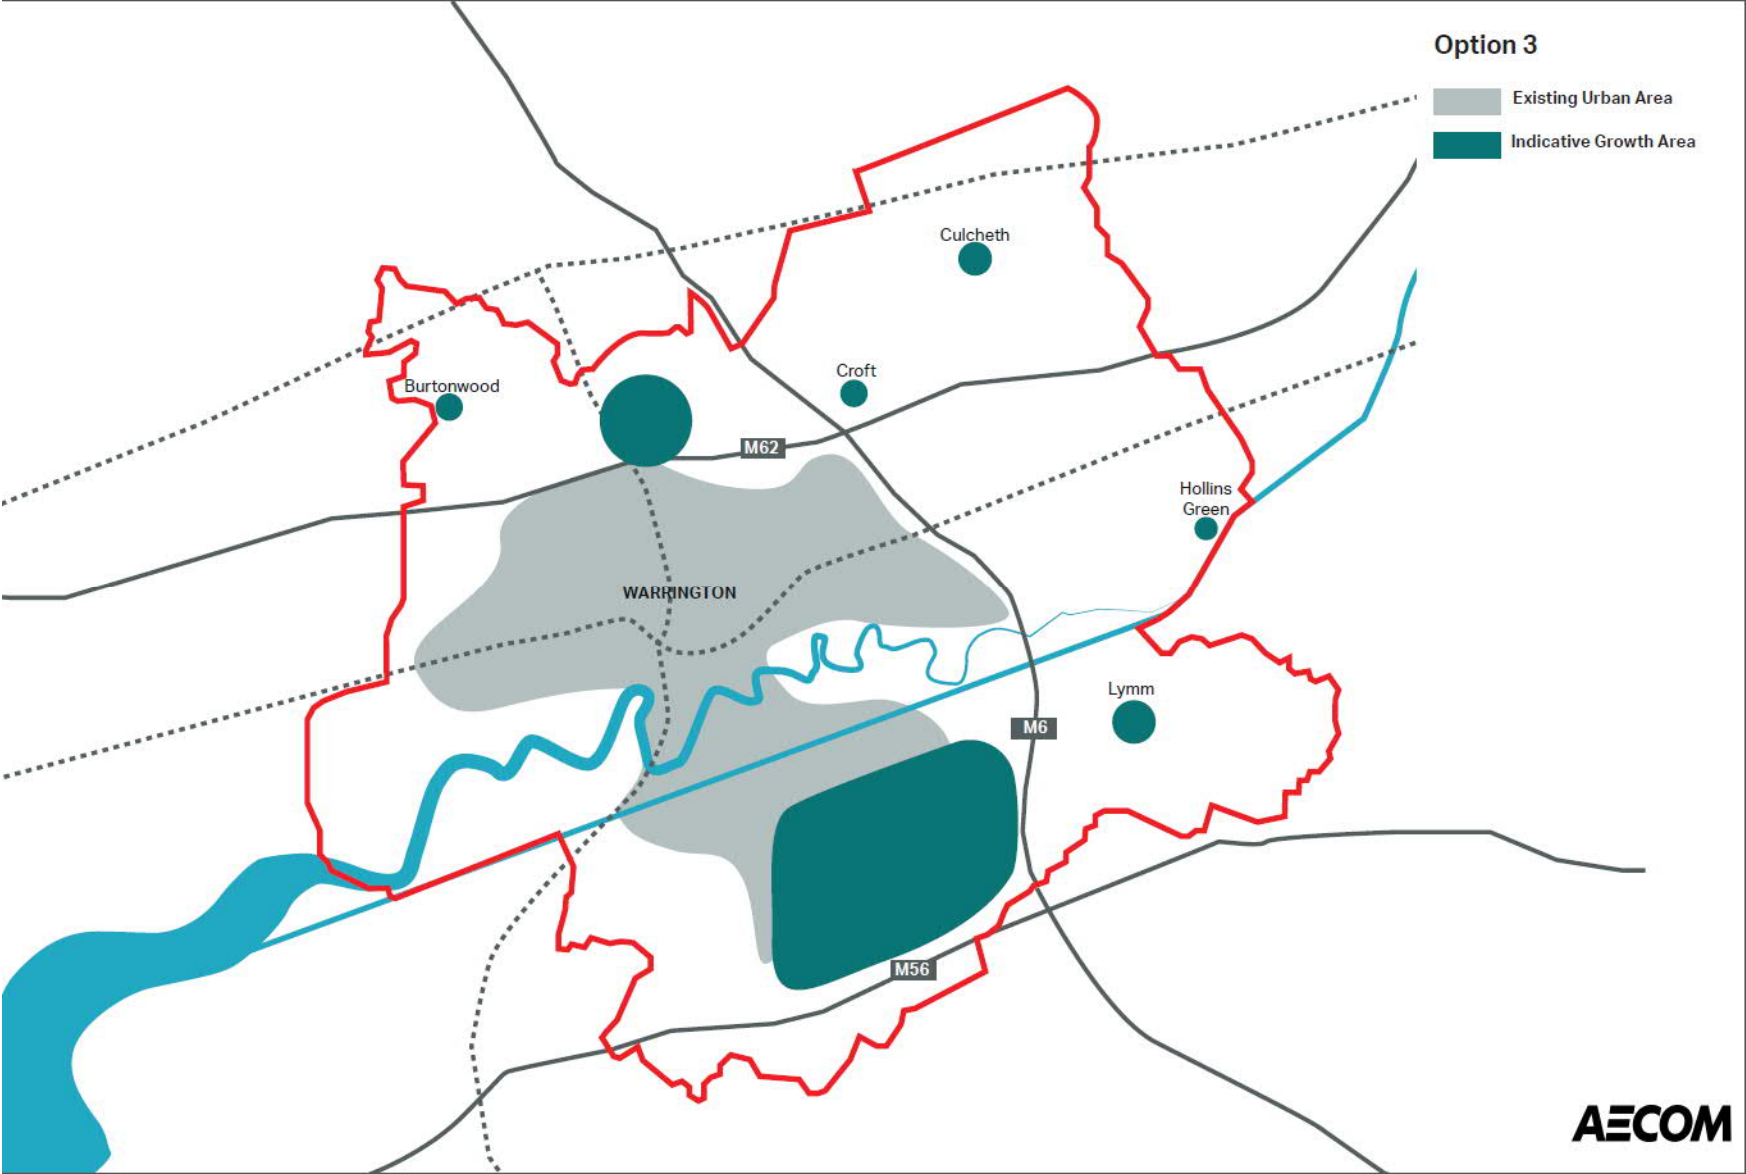 Option 3
Existing Urban Area
Indicative Growth Area
Culcheth
Croft
Burtonwood
M62
Hollins
Green
WARRINGTON
Lymm
M6
M56
AECOM